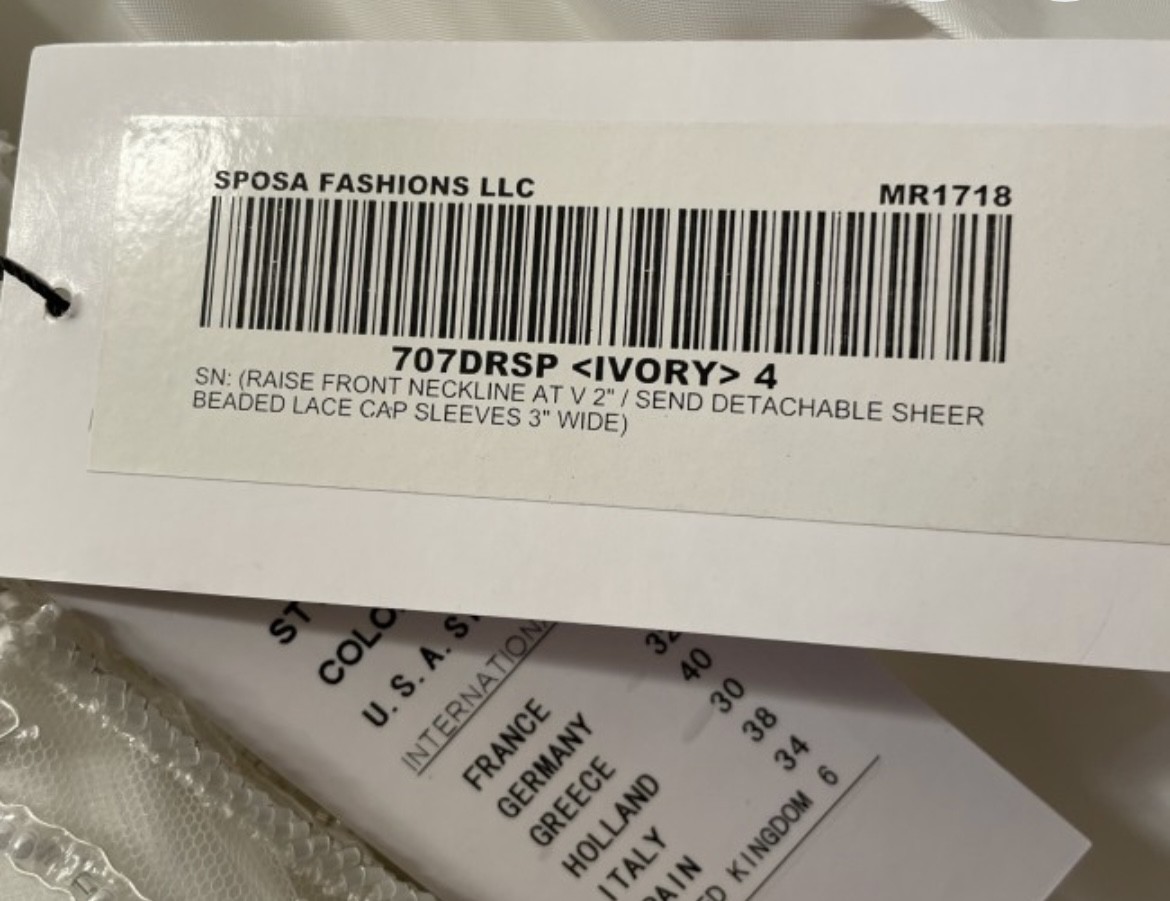 SPOSA FASHIONS LLC MR1718
707DRSP <IVORY> 4
SN: (RAISE FRONT NECKLINE AT V 2" / SEND DETACHABLE SHEER
BEADED LACE CAP SLEEVES 3" WIDE)
U. S. A.
FRANCE
GERMANY 40
GREECE 30
HOLLAND 38
ITALY 34
KINGDOM 6